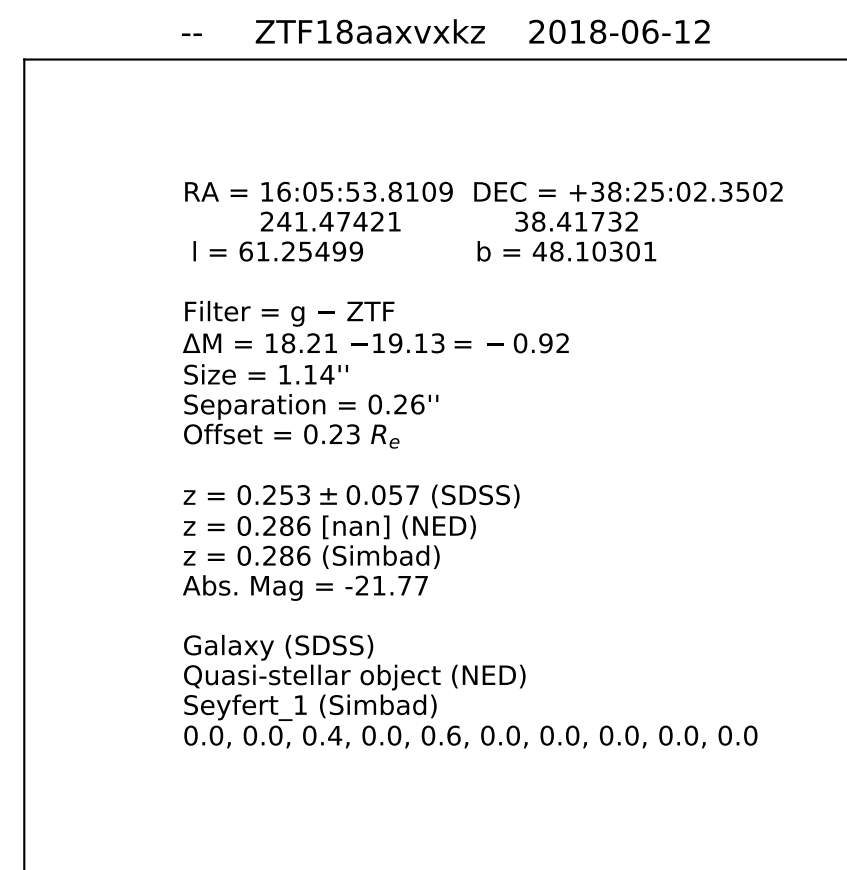 -- ZTF18aaxvxkz 2018-06-12
RA = 16:05:53.8109 DEC = +38:25:02.3502
241.47421 38.41732
l = 61.25499 b = 48.10301
Filter = g − ZTF
ΔM = 18.21 −19.13 = − 0.92
Size = 1.14''
Separation = 0.26''
Offset = 0.23 Rₑ
z = 0.253 ± 0.057 (SDSS)
z = 0.286 [nan] (NED)
z = 0.286 (Simbad)
Abs. Mag = -21.77
Galaxy (SDSS)
Quasi-stellar object (NED)
Seyfert_1 (Simbad)
0.0, 0.0, 0.4, 0.0, 0.6, 0.0, 0.0, 0.0, 0.0, 0.0